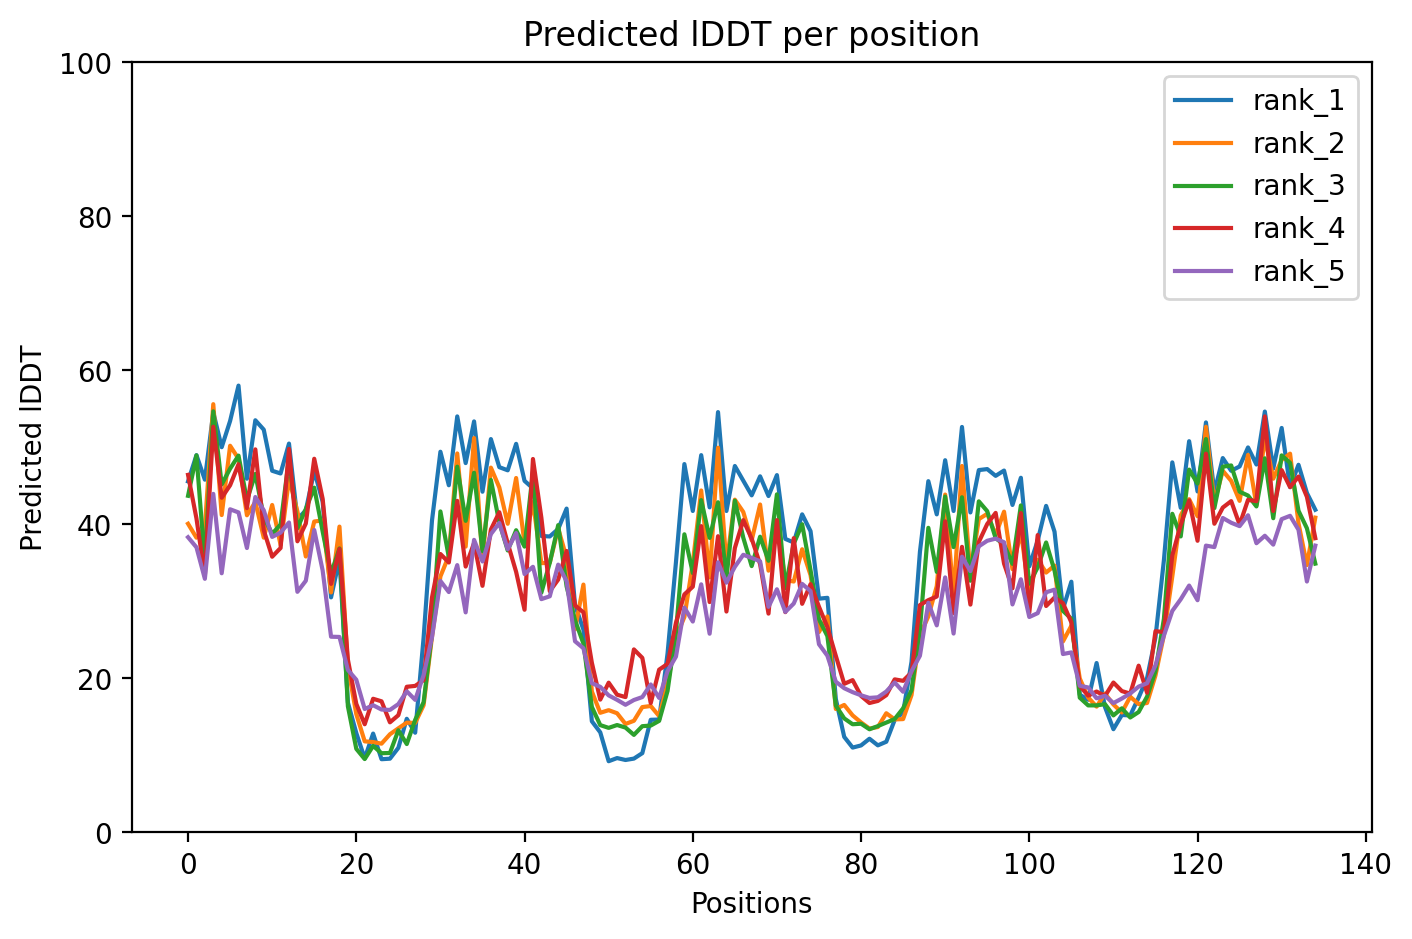 Predicted lDDT per position
100
80
60
40
20
0
Predicted lDDT
0 20 40 60 80 100 120 140
Positions
rank_1
rank_2
rank_3
rank_4
rank_5